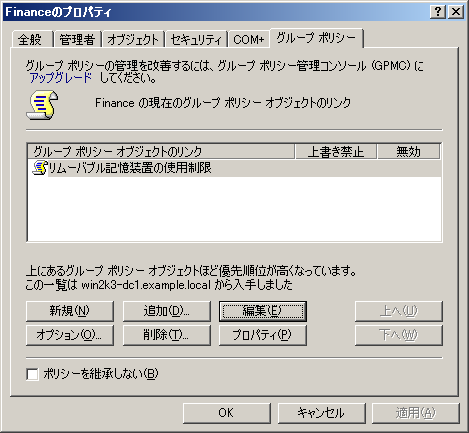 Financeのプロパティ
全般 管理者 オブジェクト セキュリティ COM+ グループ ポリシー
グループ ポリシーの管理を改善するには、グループ ポリシー管理コンソール (GPMC) に
アップグレード してください。
Finance の現在のグループ ポリシー オブジェクトのリンク
グループ ポリシー オブジェクトのリンク 上書き禁止 無効
リムーバブル記憶装置の使用制限
上にあるグループ ポリシー オブジェクトほど優先順位が高くなっています。
この一覧は win2k3-dc1.example.local から入手しました
新規(N) 追加(D)... 編集(E) 上へ(U)
オプション(O)... 削除(T)... プロパティ(P) 下へ(W)
ポリシーを継承しない(B)
OK キャンセル 適用(A)